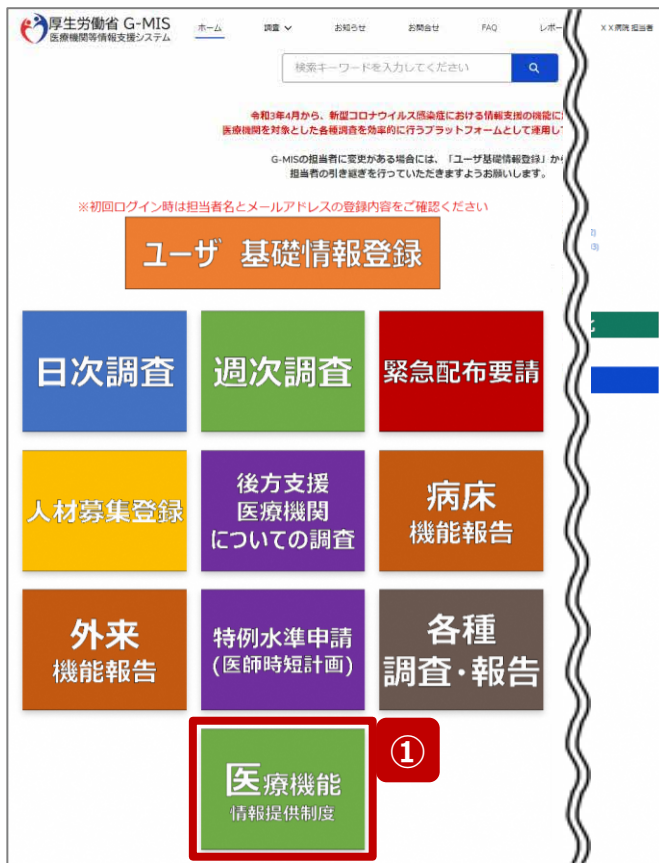 厚生労働省 G-MIS
医療機関等情報支援システム
ホーム 調査 お知らせ お問合せ FAQ レポー XX病院 担当者
検索キーワードを入力してください
令和3年4月から、新型コロナウイルス感染症における情報支援の機能に
医療機関を対象とした各種調査を効率的に行うプラットフォームとして運用し
G-MISの担当者に変更がある場合には、「ユーザ基礎情報登録」か
担当者の引き継ぎを行っていただきますようお願いします。
※初回ログイン時は担当者名とメールアドレスの登録内容をご確認ください
ユーザ 基礎情報登録
日次調査
週次調査
緊急配布要請
人材募集登録
後方支援
医療機関
についての調査
病床
機能報告
外来
機能報告
特例水準申請
(医師時短計画)
各種
調査・報告
医療機能
情報提供制度
①